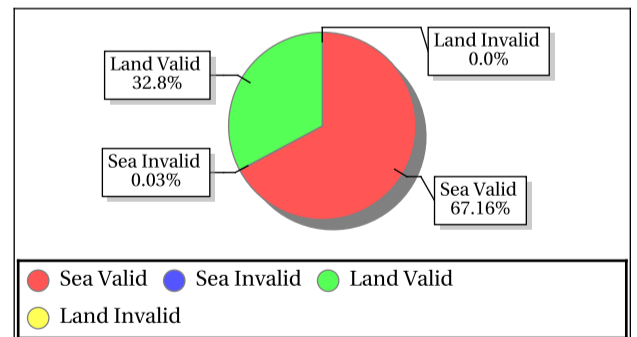 Land Invalid
0.0%
Land Valid
32.8%
Sea Invalid
0.03%
Sea Valid
67.16%
Sea Valid Sea Invalid Land Valid
Land Invalid